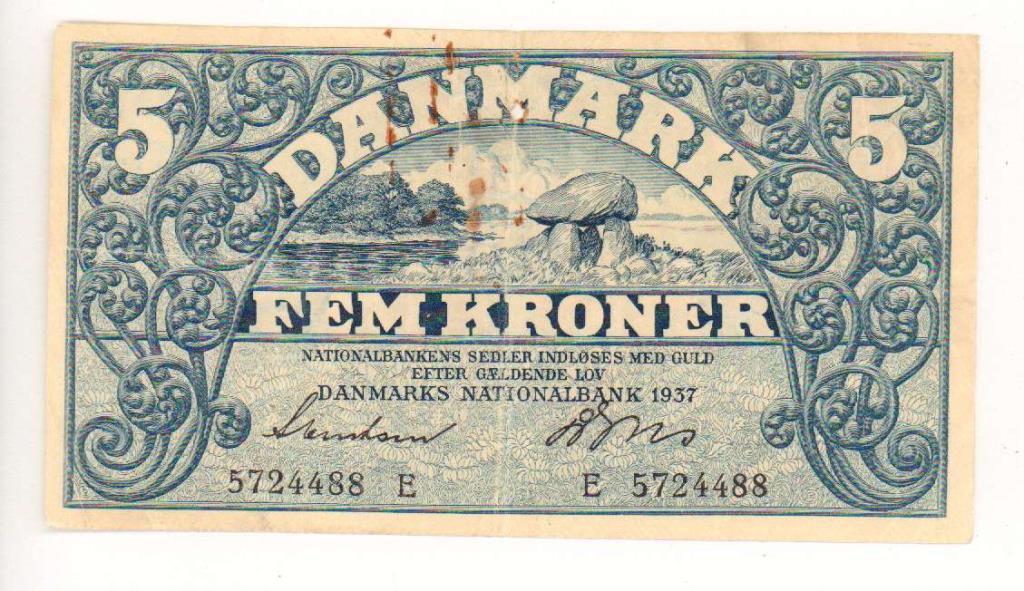 5 DANMARK 5
FEM KRONER
NATIONALBANKENS SEDLER INDLØSES MED GULD
EFTER GÆLDENDE LOV
DANMARKS NATIONALBANK 1937
5724488 E E 5724488